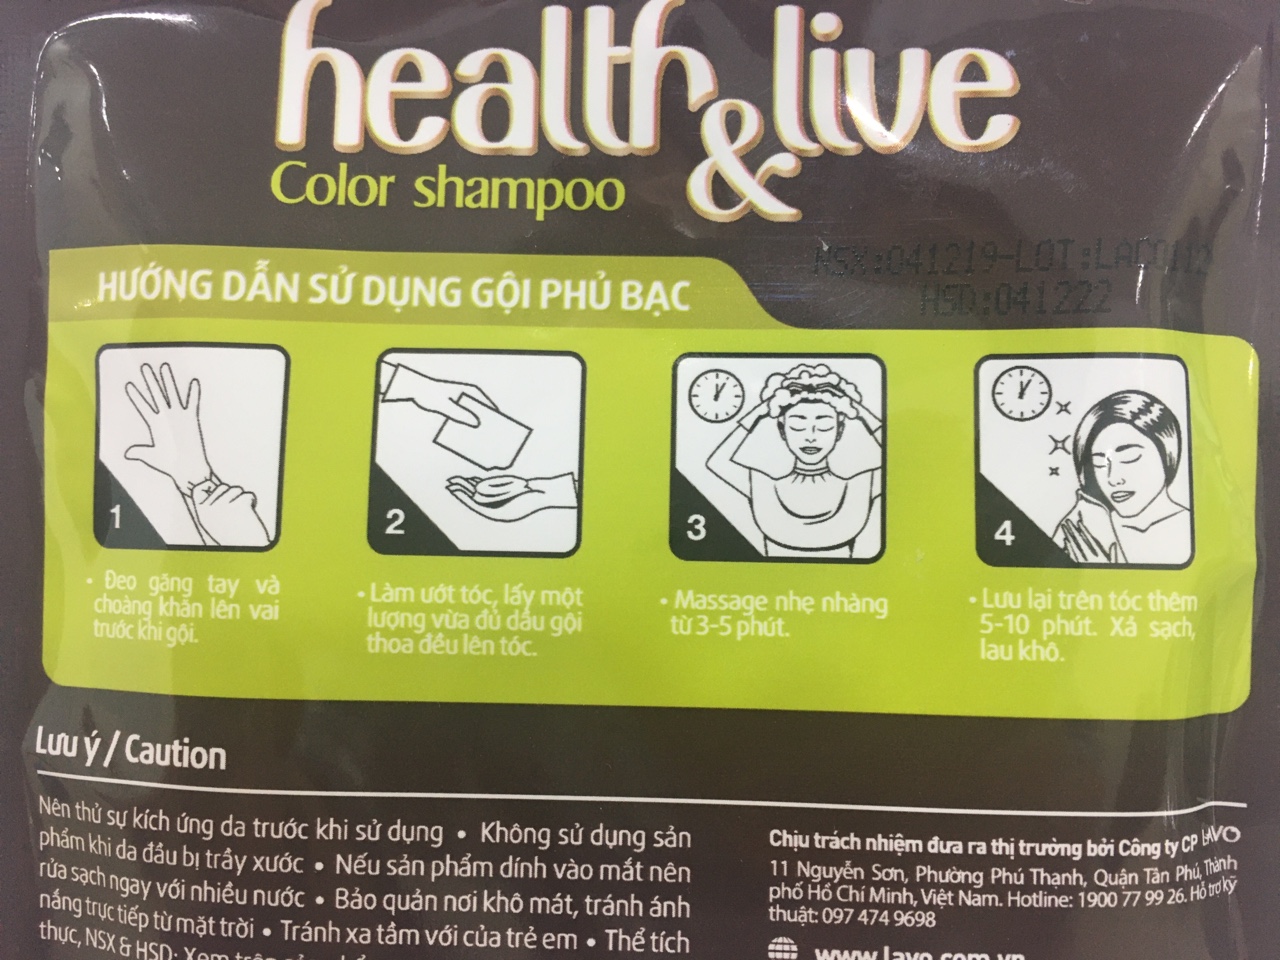 health & live
Color shampoo
NSX:041219-LOT:LAC
HSD:041222
HƯỚNG DẪN SỬ DỤNG GỘI PHỦ BẠC
1
• Đeo găng tay và
choàng khăn lên vai
trước khi gội.
2
• Làm ướt tóc, lấy một
lượng vừa đủ dầu gội
thoa đều lên tóc.
3
• Massage nhẹ nhàng
từ 3-5 phút.
4
• Lưu lại trên tóc thêm
5-10 phút. Xả sạch,
lau khô.
Lưu ý / Caution
Nên thử sự kích ứng da trước khi sử dụng • Không sử dụng sản
phẩm khi da đầu bị trầy xước • Nếu sản phẩm dính vào mắt nên
rửa sạch ngay với nhiều nước • Bảo quản nơi khô mát, tránh ánh
nắng trực tiếp từ mặt trời • Tránh xa tầm với của trẻ em • Thể tích
thực, NSX & HSD: Xem trên
Chịu trách nhiệm đưa ra thị trường bởi Công ty CP LAVO
11 Nguyễn Sơn, Phường Phú Thạnh, Quận Tân Phú, Thành
phố Hồ Chí Minh, Việt Nam. Hotline: 1900 77 99 26. Hỗ trợ kỹ
thuật: 097 474 9698
www.lavo.com.vn